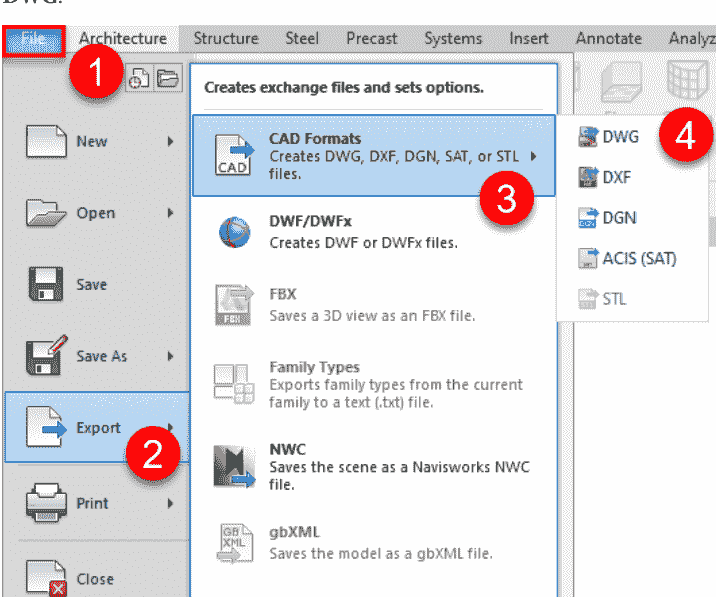 DWG.
File Architecture Structure Steel Precast Systems Insert Annotate Analyz
1
Creates exchange files and sets options.
New
Open
Save
Save As
Export
2
Print
Close
CAD
CAD Formats
Creates DWG, DXF, DGN, SAT, or STL
files.
3
DWF/DWFx
Creates DWF or DWFx files.
FBX
FBX
Saves a 3D view as an FBX file.
Family Types
Exports family types from the current
family to a text (.txt) file.
NWC
Saves the scene as a Navisworks NWC
file.
GB
XML
gbXML
Saves the model as a gbXML file.
DWG
4
DXF
DGN
DGN
ACIS (SAT)
STL